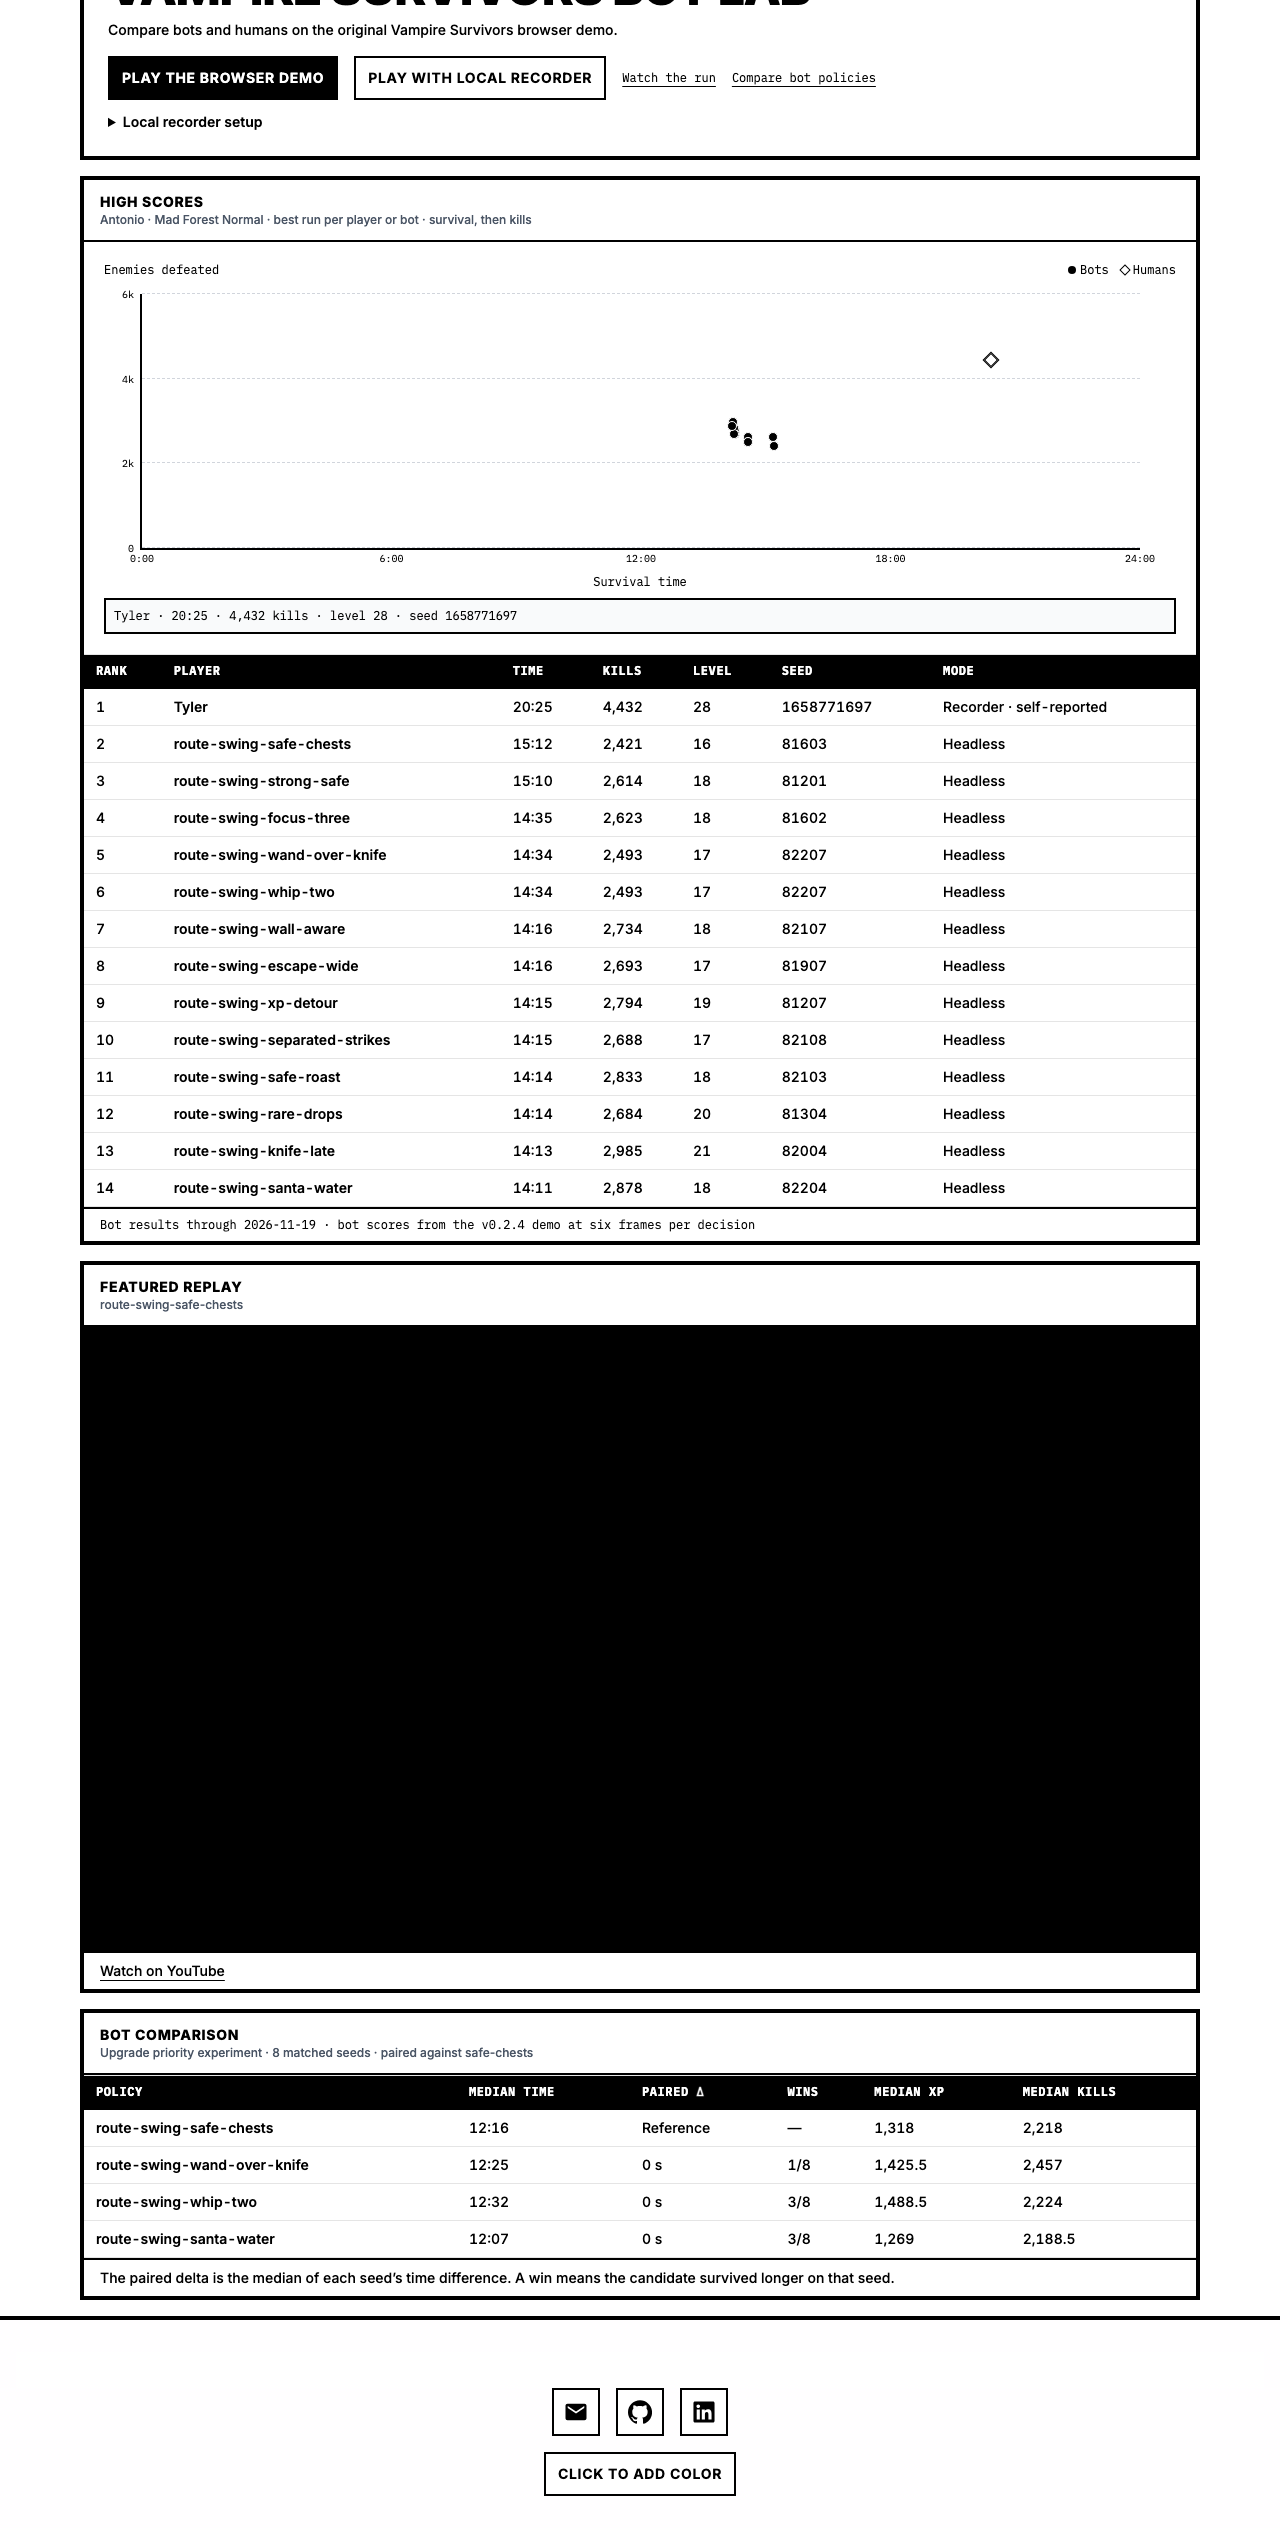 VAMPIRE SURVIVORS BOT LAB
Compare bots and humans on the original Vampire Survivors browser demo.
PLAY THE BROWSER DEMO PLAY WITH LOCAL RECORDER Watch the run Compare bot policies
▶ Local recorder setup
HIGH SCORES
Antonio · Mad Forest Normal · best run per player or bot · survival, then kills
Enemies defeated Bots Humans
6k
4k
2k
0
0:00 6:00 12:00 18:00 24:00
Survival time
Tyler · 20:25 · 4,432 kills · level 28 · seed 1658771697
RANK PLAYER TIME KILLS LEVEL SEED MODE
1 Tyler 20:25 4,432 28 1658771697 Recorder · self-reported
2 route-swing-safe-chests 15:12 2,421 16 81603 Headless
3 route-swing-strong-safe 15:10 2,614 18 81201 Headless
4 route-swing-focus-three 14:35 2,623 18 81602 Headless
5 route-swing-wand-over-knife 14:34 2,493 17 82207 Headless
6 route-swing-whip-two 14:34 2,493 17 82207 Headless
7 route-swing-wall-aware 14:16 2,734 18 82107 Headless
8 route-swing-escape-wide 14:16 2,693 17 81907 Headless
9 route-swing-xp-detour 14:15 2,794 19 81207 Headless
10 route-swing-separated-strikes 14:15 2,688 17 82108 Headless
11 route-swing-safe-roast 14:14 2,833 18 82103 Headless
12 route-swing-rare-drops 14:14 2,684 20 81304 Headless
13 route-swing-knife-late 14:13 2,985 21 82004 Headless
14 route-swing-santa-water 14:11 2,878 18 82204 Headless
Bot results through 2026-11-19 · bot scores from the v0.2.4 demo at six frames per decision
FEATURED REPLAY
route-swing-safe-chests
Watch on YouTube
BOT COMPARISON
Upgrade priority experiment · 8 matched seeds · paired against safe-chests
POLICY MEDIAN TIME PAIRED Δ WINS MEDIAN XP MEDIAN KILLS
route-swing-safe-chests 12:16 Reference — 1,318 2,218
route-swing-wand-over-knife 12:25 0 s 1/8 1,425.5 2,457
route-swing-whip-two 12:32 0 s 3/8 1,488.5 2,224
route-swing-santa-water 12:07 0 s 3/8 1,269 2,188.5
The paired delta is the median of each seed’s time difference. A win means the candidate survived longer on that seed.
in
CLICK TO ADD COLOR